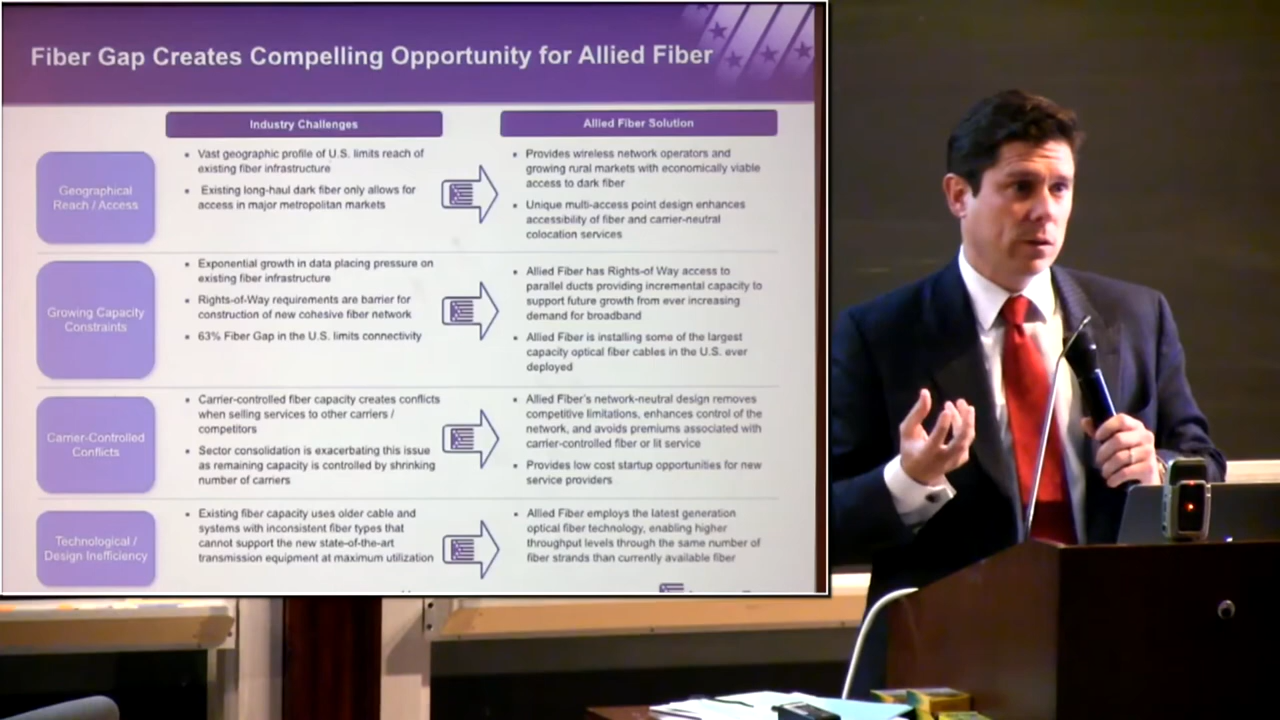 Fiber Gap Creates Compelling Opportunity for Allied Fiber
Industry Challenges
Allied Fiber Solution
Geographical
Reach / Access
• Vast geographic profile of U.S. limits reach of
existing fiber infrastructure
• Existing long-haul dark fiber only allows for
access in major metropolitan markets
• Provides wireless network operators and
growing rural markets with economically viable
access to dark fiber
• Unique multi-access point design enhances
accessibility of fiber and carrier-neutral
colocation services
Growing Capacity
Constraints
• Exponential growth in data placing pressure on
existing fiber infrastructure
• Rights-of-Way requirements are barrier for
construction of new cohesive fiber network
• 63% Fiber Gap in the U.S. limits connectivity
• Allied Fiber has Rights-of Way access to
parallel ducts providing incremental capacity to
support future growth from ever increasing
demand for broadband
• Allied Fiber is installing some of the largest
capacity optical fiber cables in the U.S. ever
deployed
Carrier-Controlled
Conflicts
• Carrier-controlled fiber capacity creates conflicts
when selling services to other carriers /
competitors
• Sector consolidation is exacerbating this issue
as remaining capacity is controlled by shrinking
number of carriers
• Allied Fiber's network-neutral design removes
competitive limitations, enhances control of the
network, and avoids premiums associated with
carrier-controlled fiber or lit service
• Provides low cost startup opportunities for new
service providers
Technological /
Design Inefficiency
• Existing fiber capacity uses older cable and
systems with inconsistent fiber types that
cannot support the new state-of-the-art
transmission equipment at maximum utilization
• Allied Fiber employs the latest generation
optical fiber technology, enabling higher
throughput levels through the same number of
fiber strands than currently available fiber